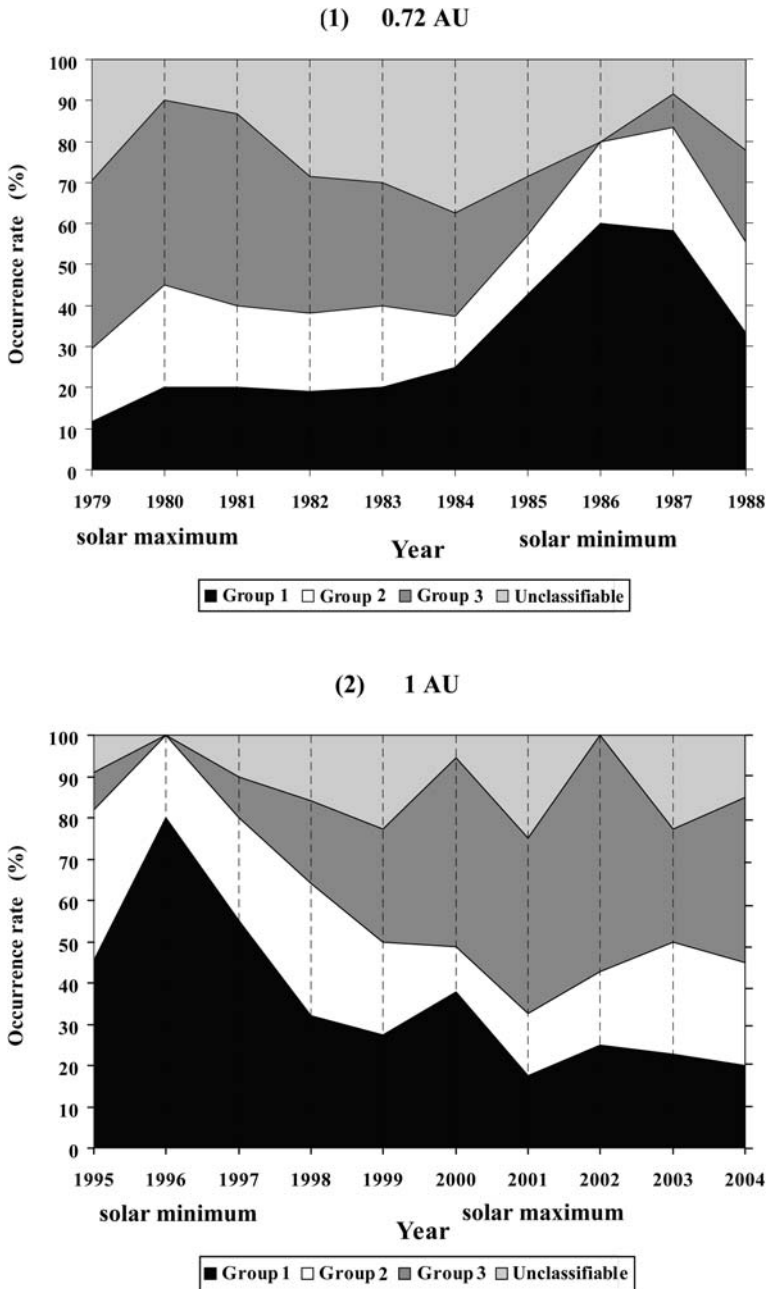 (1) 0.72 AU
Occurrence rate (%)
100
90
80
70
60
50
40
30
20
10
0
1979 1980 1981 1982 1983 1984 1985 1986 1987 1988
solar maximum Year solar minimum
Group 1 Group 2 Group 3 Unclassifiable
(2) 1 AU
Occurrence rate (%)
100
90
80
70
60
50
40
30
20
10
0
1995 1996 1997 1998 1999 2000 2001 2002 2003 2004
solar minimum Year solar maximum
Group 1 Group 2 Group 3 Unclassifiable